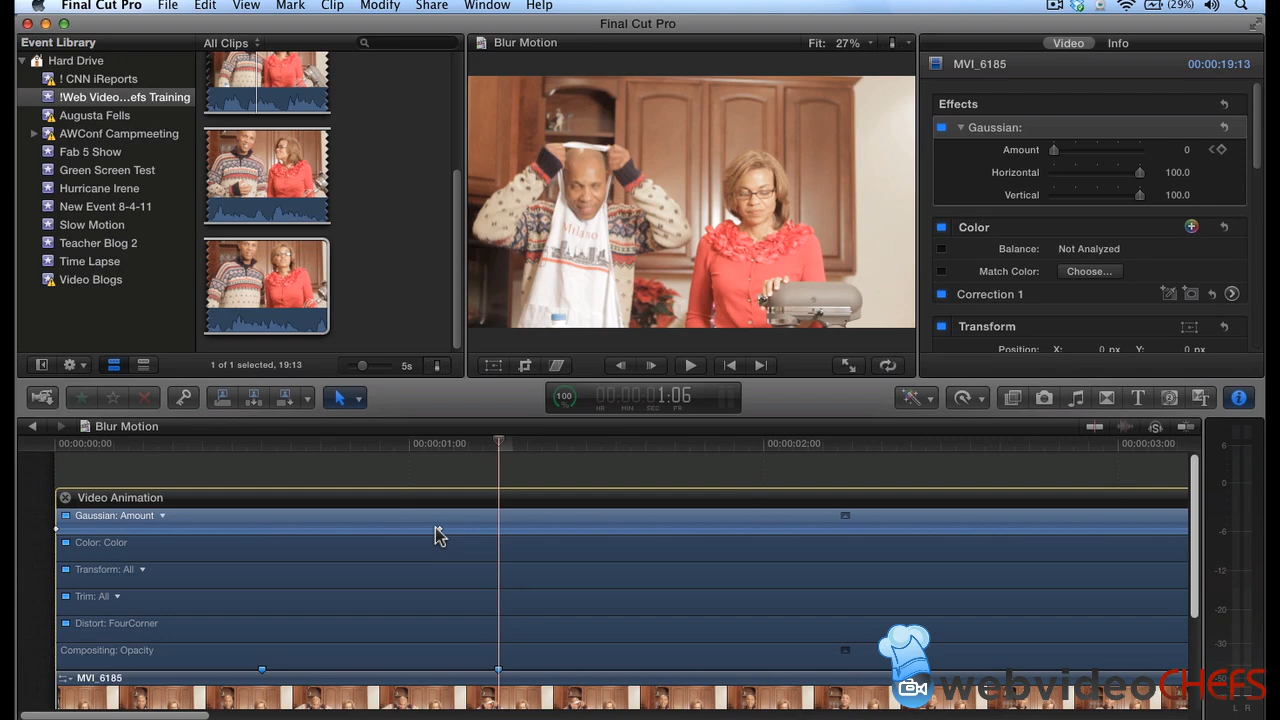 Final Cut Pro File Edit View Mark Clip Modify Share Window Help (29%)
Final Cut Pro
Event Library
All Clips
Blur Motion
Fit: 27%
Video Info
Hard Drive
! CNN iReports
!Web Video...efs Training
Augusta Fells
AWConf Campmeeting
Fab 5 Show
Green Screen Test
Hurricane Irene
New Event 8-4-11
Slow Motion
Teacher Blog 2
Time Lapse
Video Blogs
1 of 1 selected, 19:13
5s
Milano
MVI_6185 00:00:19:13
Effects
Gaussian:
Amount 0
Horizontal 100.0
Vertical 100.0
Color
Balance: Not Analyzed
Match Color: Choose...
Correction 1
Transform
Position: X: 0 px Y: 0 px
100 % 00:00:01:06
HR MIN SEC FR
Blur Motion
00:00:00:00 00:00:01:00 00:00:02:00 00:00:03:00
Video Animation
Gaussian: Amount
Color: Color
Transform: All
Trim: All
Distort: FourCorner
Compositing: Opacity
MVI_6185
6
0
-6
-12
-20
-30
-50
L R
webvideoCHEFS